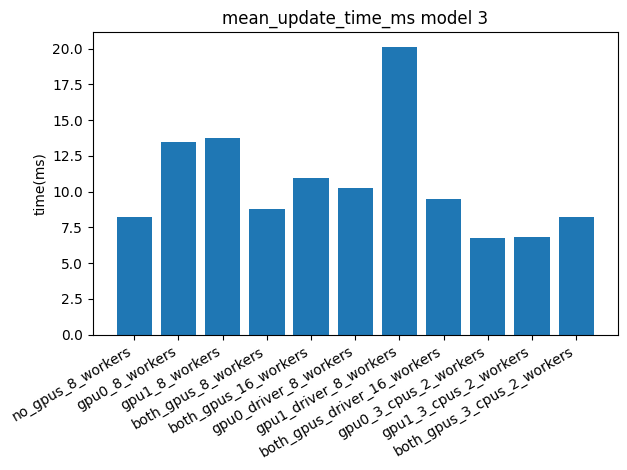 mean_update_time_ms model 3
time(ms)
20.0
17.5
15.0
12.5
10.0
7.5
5.0
2.5
0.0
no_gpus_8_workers
gpu0_8_workers
gpu1_8_workers
both_gpus_8_workers
both_gpus_16_workers
gpu0_driver_8_workers
gpu1_driver_8_workers
both_gpus_driver_16_workers
gpu0_3_cpus_2_workers
gpu1_3_cpus_2_workers
both_gpus_3_cpus_2_workers